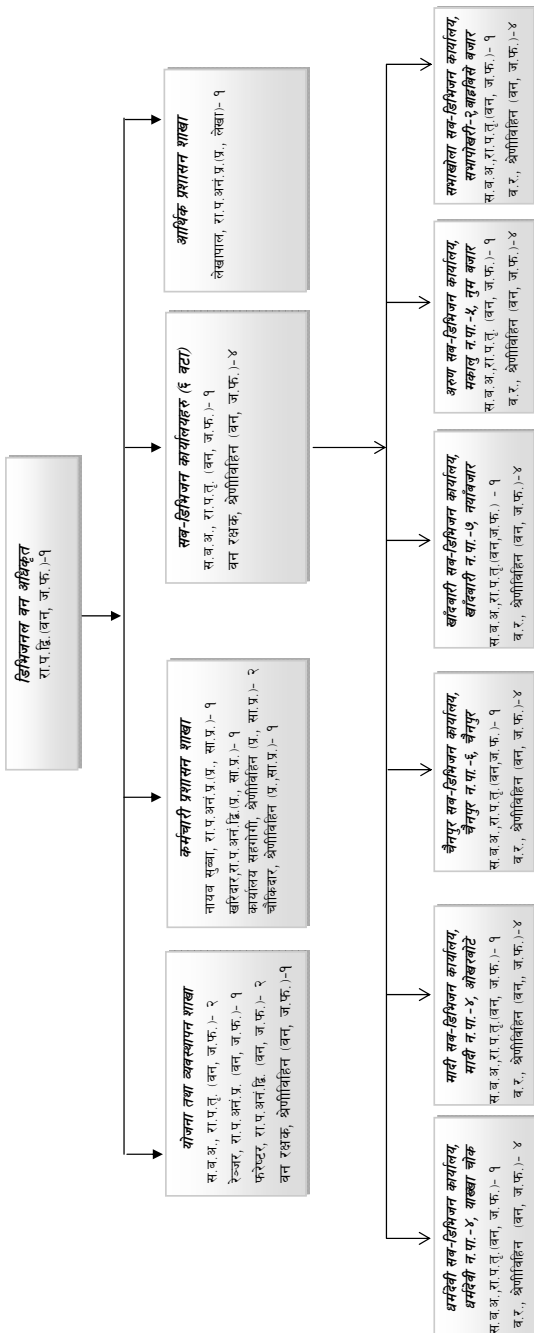 डिभिजनल वन अधिकृत
रा.प.द्वि.(वन, ज.फ.)-१
योजना तथा व्यवस्थापन शाखा
स.ब.अ., रा.प.तृ. (वन, ज.फ.)- २
रेञ्जर, रा.प.अनं.प्र. (वन, ज.फ.)- १
फरेष्टर, रा.प.अनं.द्वि. (वन, ज.फ.)- २
वन रक्षक, श्रेणीविहिन (वन, ज.फ.)-१
कर्मचारी प्रशासन शाखा
नायब सुब्बा, रा.प.अनं.प्र.(प्र., सा.प्र.)- १
खरिदार,रा.प.अनं.द्वि.(प्र., सा.प्र.)- १
कार्यालय सहयोगी, श्रेणीविहिन (प्र., सा.प्र.)- २
चौकिदार, श्रेणीविहिन (प्र.,सा.प्र.)- १
सब-डिभिजन कार्यालयहरु (६ वटा)
स.ब.अ., रा.प.तृ. (वन, ज.फ.)- १
वन रक्षक, श्रेणीविहिन (वन, ज.फ.)-४
आर्थिक प्रशासन शाखा
लेखापाल, रा.प.अनं.प्र.(प्र., लेखा)- १
धर्मदेवी सब-डिभिजन कार्यालय,
धर्मदेवी न.पा.-४, याख्खा चोक
स.ब.अ.,रा.प.तृ.(वन, ज.फ.)- १
ब.र., श्रेणीविहिन (वन, ज.फ.)- ४
मादी सब-डिभिजन कार्यालय,
मादी न.पा.-४, ओखरबोटे
स.ब.अ.,रा.प.तृ.(वन, ज.फ.)- १
ब.र., श्रेणीविहिन (वन,, ज.फ.)-४
चैनपुर सब-डिभिजन कार्यालय,
चैनपुर न.पा.-६, चैनपुर
स.ब.अ.,रा.प.तृ.(वन,ज.फ.)- १
ब.र., श्रेणीविहिन (वन, ज.फ.)-४
खाँदबारी सब-डिभिजन कार्यालय,
खाँदबारी न.पा.-७, नयाँबजार
स.ब.अ.,रा.प.तृ.(वन,ज.फ.) - १
ब.र., श्रेणीविहिन (वन, ज.फ.)-४
अरुण सब-डिभिजन कार्यालय,
मकालु न.पा.-५, नुम बजार
स.ब.अ.,रा.प.तृ. (वन, ज.फ.)- १
ब.र., श्रेणीविहिन (वन, ज.फ.)-४
सभाखोला सब-डिभिजन कार्यालय,
सभापोखरी-२,बाह्रबिसे बजार
स.ब.अ.,रा.प.तृ.(वन, ज.फ.)- १
ब.र., श्रेणीविहिन (वन, ज.फ.)-४